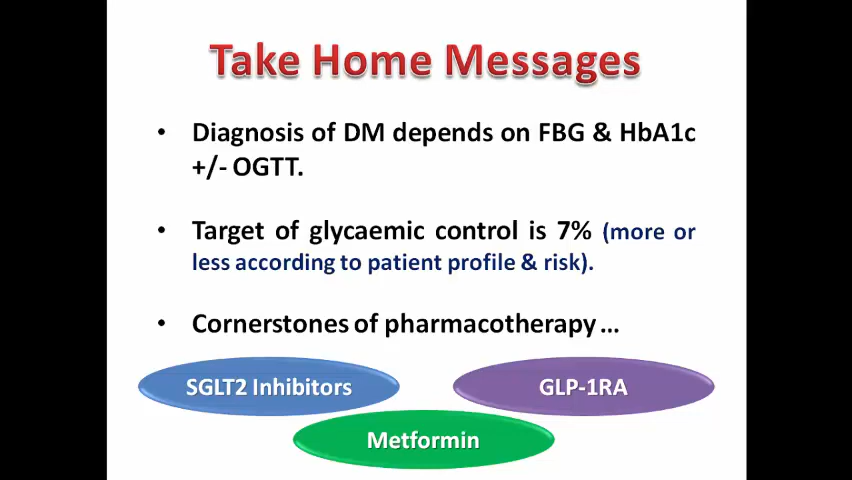 Take Home Messages
• Diagnosis of DM depends on FBG & HbA1c
+/- OGTT.
• Target of glycaemic control is 7% (more or
less according to patient profile & risk).
• Cornerstones of pharmacotherapy ...
SGLT2 Inhibitors
GLP-1RA
Metformin